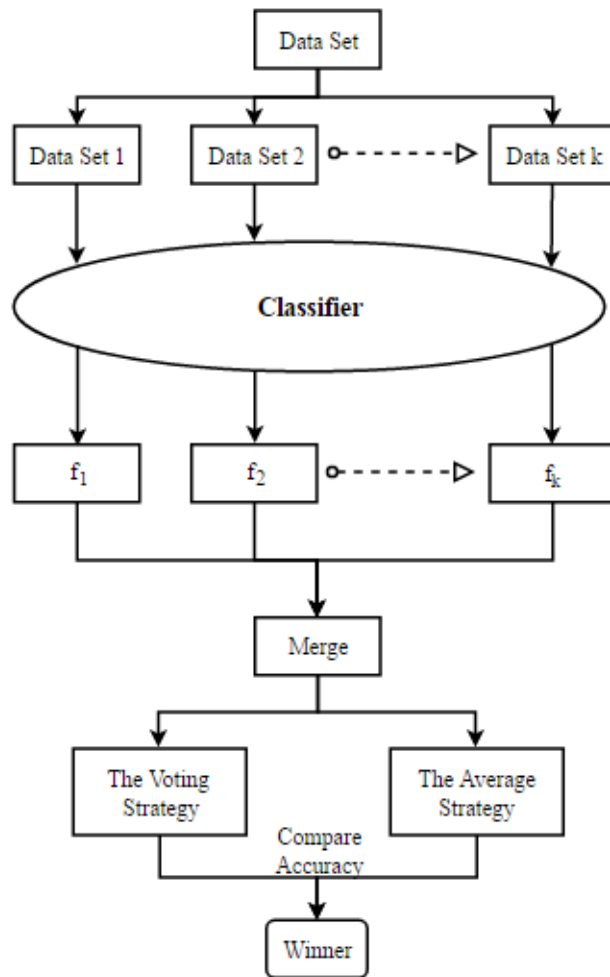 Data Set
Data Set 1
Data Set 2
Data Set k
Classifier
f1
f2
fk
Merge
The Voting
Strategy
The Average
Strategy
Compare
Accuracy
Winner